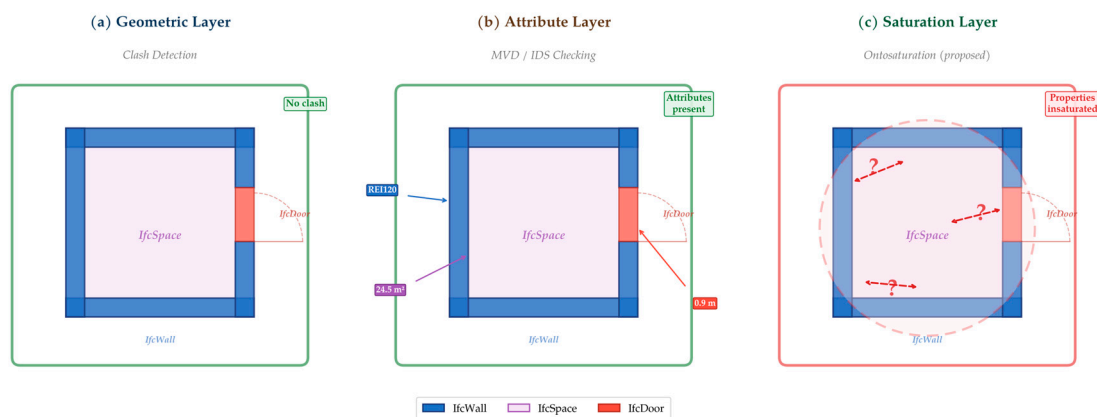 (a) Geometric Layer
Clash Detection
No clash
IfcSpace
IfcDoor
IfcWall
(b) Attribute Layer
MVD / IDS Checking
Attributes
present
REI120
IfcSpace
IfcDoor
24.5 m²
0.9 m
IfcWall
(c) Saturation Layer
Ontosaturation (proposed)
Properties
insaturated
?
?
IfcSpace
IfcDoor
?
IfcWall
IfcWall
IfcSpace
IfcDoor